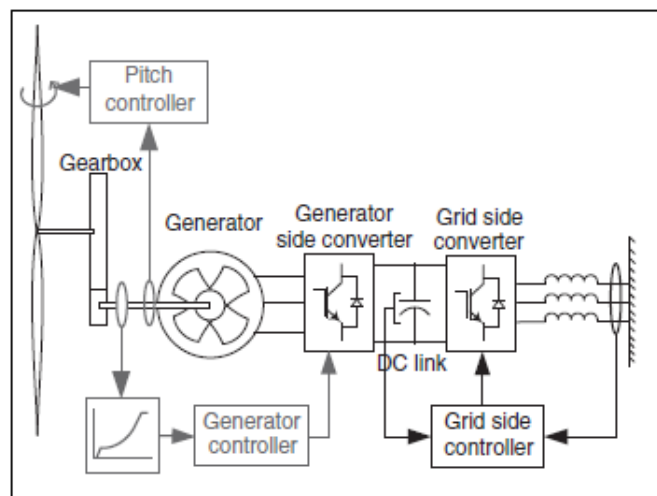 Pitch
controller
Gearbox
Generator
Generator
side converter
Grid side
converter
DC link
Generator
controller
Grid side
controller